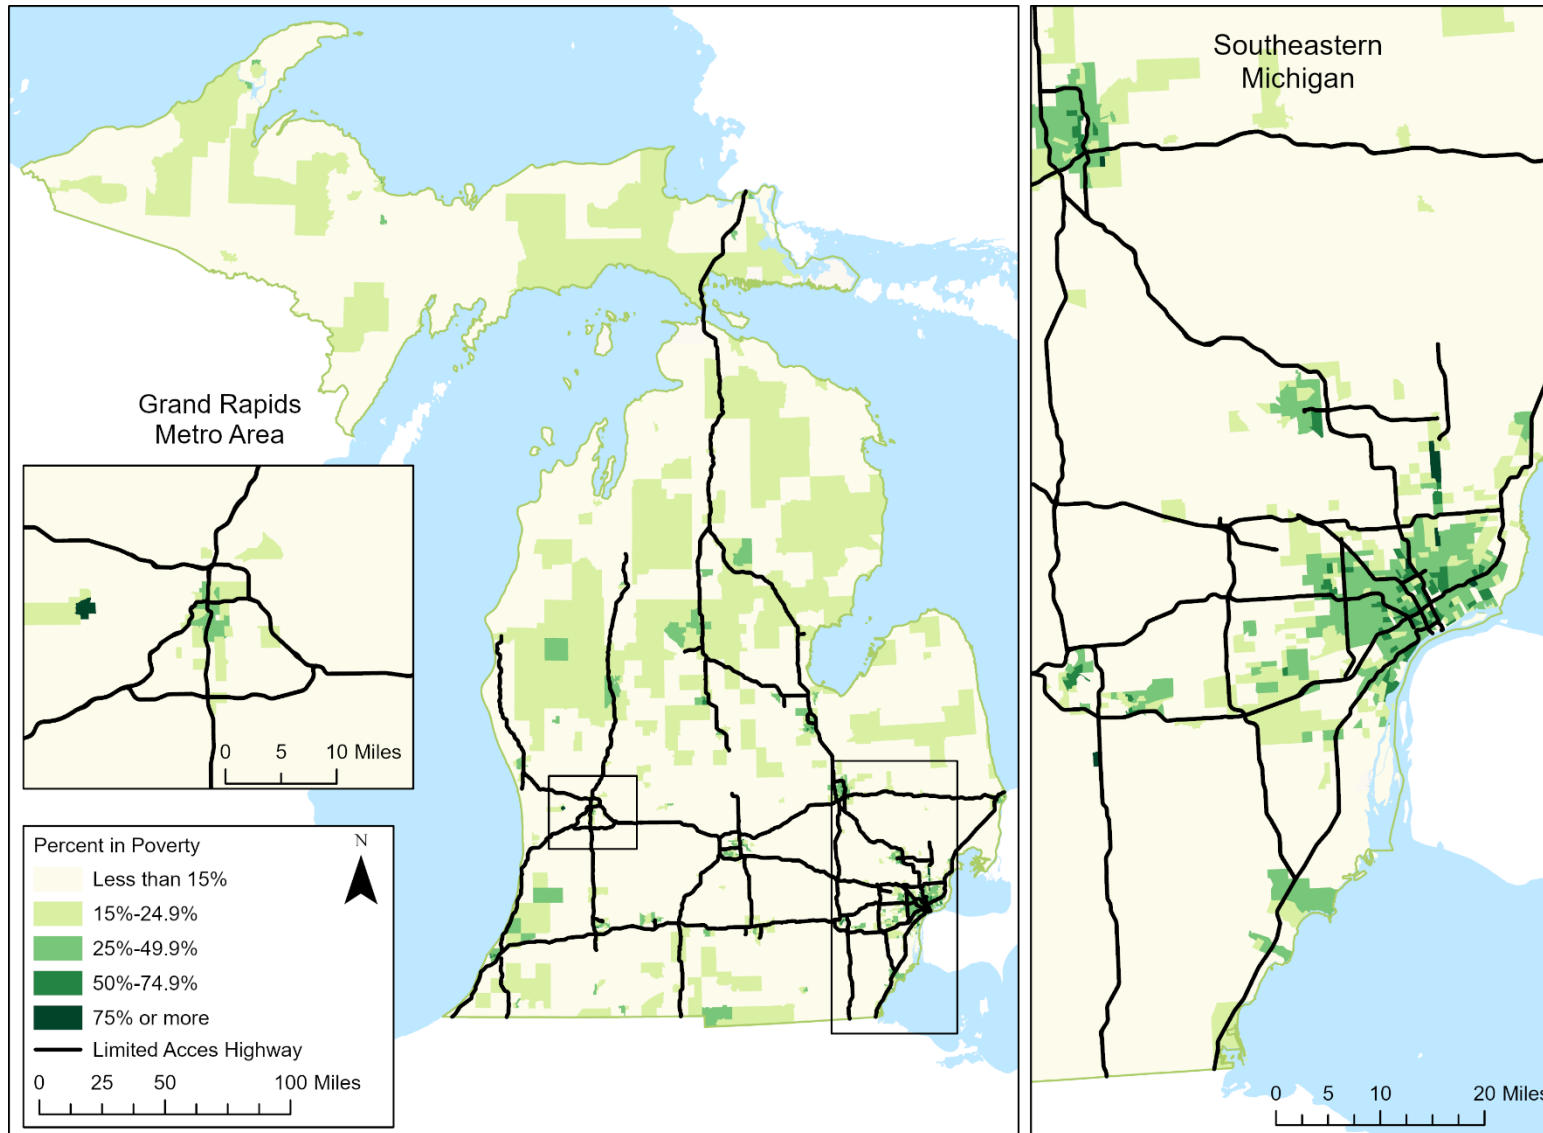 Southeastern
Michigan
Grand Rapids
Metro Area
0 5 10 Miles
Percent in Poverty
Less than 15%
15%-24.9%
25%-49.9%
50%-74.9%
75% or more
Limited Acces Highway
N
0 25 50 100 Miles
0 5 10 20 Miles